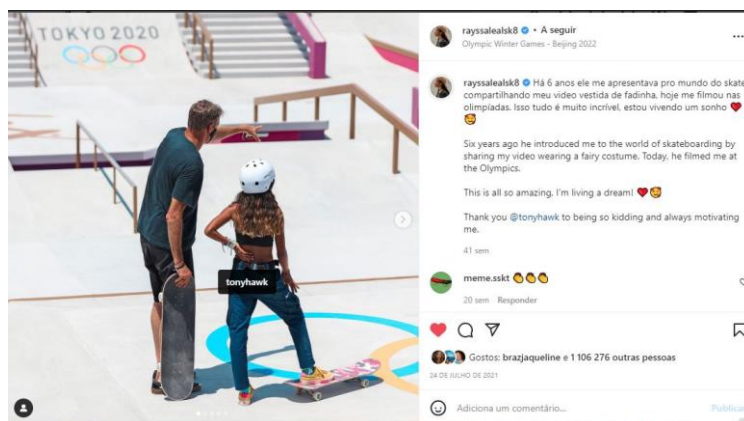 TOKYO 2020
tonyhawk
rayssalealsk8 • A seguir
Olympic Winter Games - Beijing 2022
rayssalealsk8 Há 6 anos ele me apresentava pro mundo do skate
compartilhando meu video vestida de fadinha, hoje me filmou nas
olimpíadas. Isso tudo é muito incrível, estou vivendo um sonho ❤️
🥰
Six years ago he introduced me to the world of skateboarding by
sharing my video wearing a fairy costume. Today, he filmed me at
the Olympics.
This is all so amazing, I'm living a dream! ❤️🥰
Thank you @tonyhawk to being so kidding and always motivating
me.
41 sem
meme.sskt 👏👏👏
20 sem Responder
Gostos: brazjaqueline e 1 106 276 outras pessoas
24 DE JULHO DE 2021
Adiciona um comentário...
Publicar